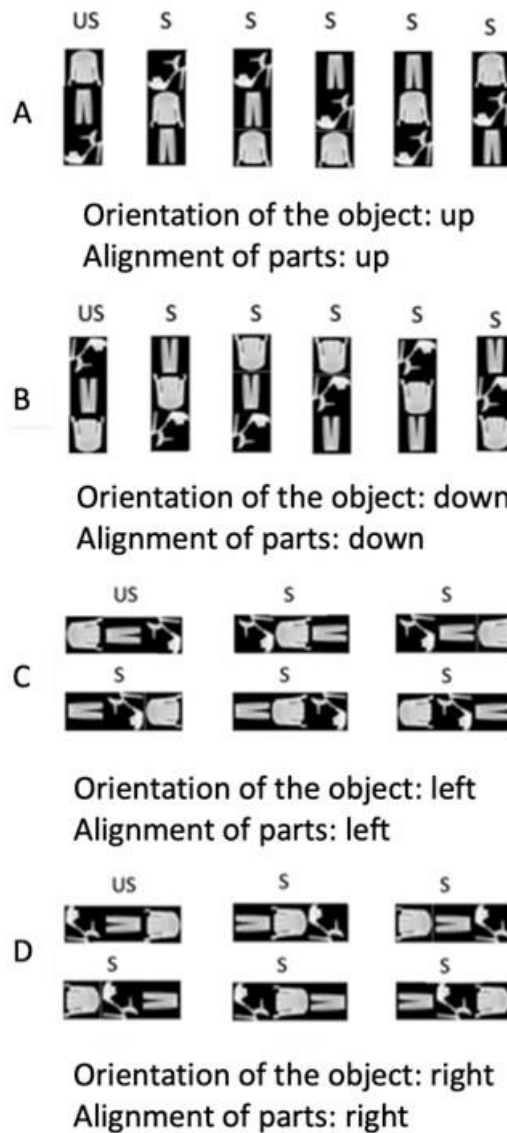 US S S S S S
A
Orientation of the object: up
Alignment of parts: up
US S S S S S
B
Orientation of the object: down
Alignment of parts: down
US S S
C
S S S
Orientation of the object: left
Alignment of parts: left
US S S
D
S S S
Orientation of the object: right
Alignment of parts: right